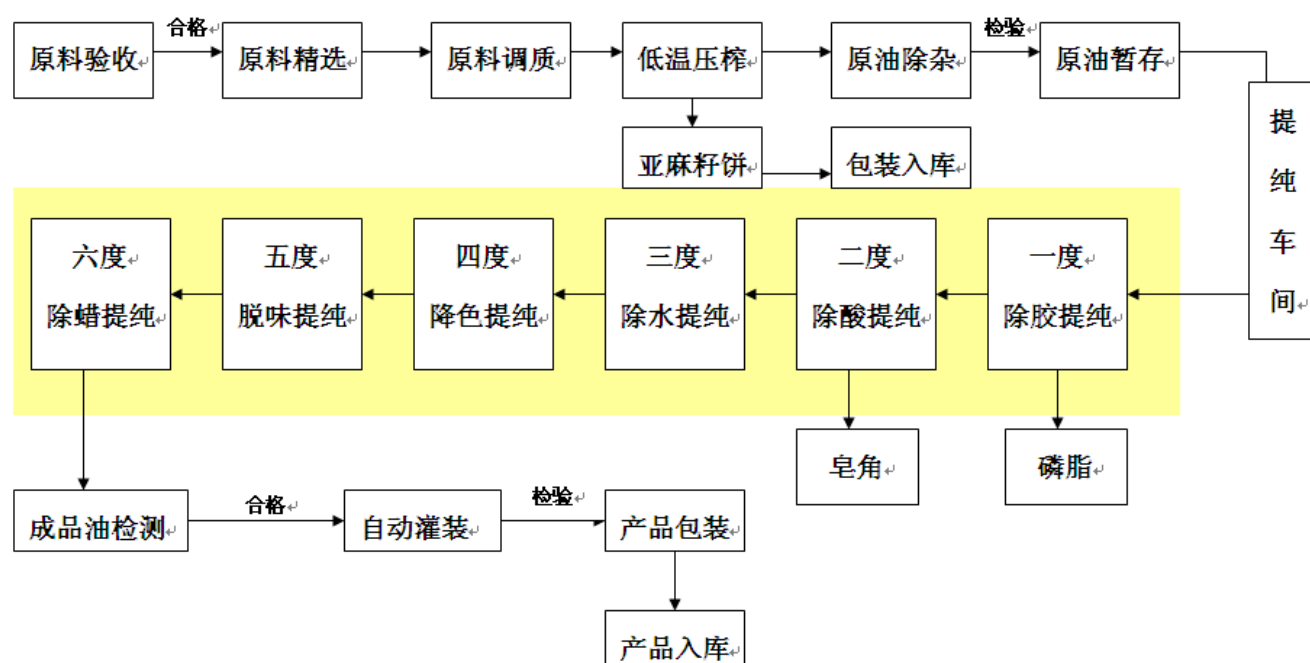 合格
检验
原料验收
原料精选
原料调质
低温压榨
原油除杂
原油暂存
提
纯
车
间
亚麻籽饼
包装入库
六度
除蜡提纯
五度
脱味提纯
四度
降色提纯
三度
除水提纯
二度
除酸提纯
一度
除胶提纯
皂角
磷脂
成品油检测
合格
自动灌装
检验
产品包装
产品入库